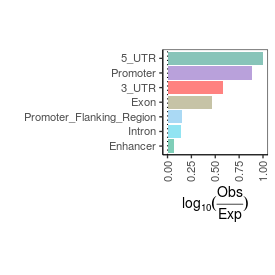 5_UTR
Promoter
3_UTR
Exon
Promoter_Flanking_Region
Intron
Enhancer
0.00
0.25
0.50
0.75
1.00
log10(Obs/Exp)